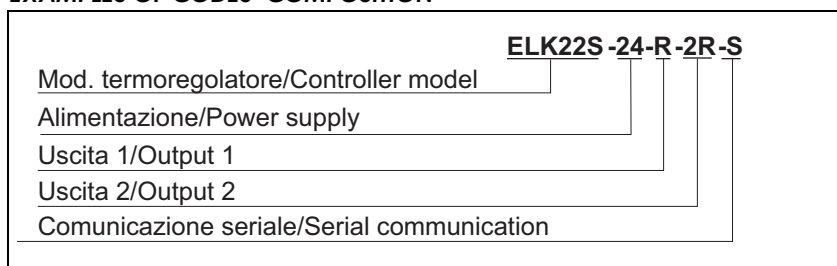 EXAMPLES OF CODES' COMPOSITION
ELK22S -24-R -2R -S
Mod. termoregolatore/Controller model
Alimentazione/Power supply
Uscita 1/Output 1
Uscita 2/Output 2
Comunicazione seriale/Serial communication